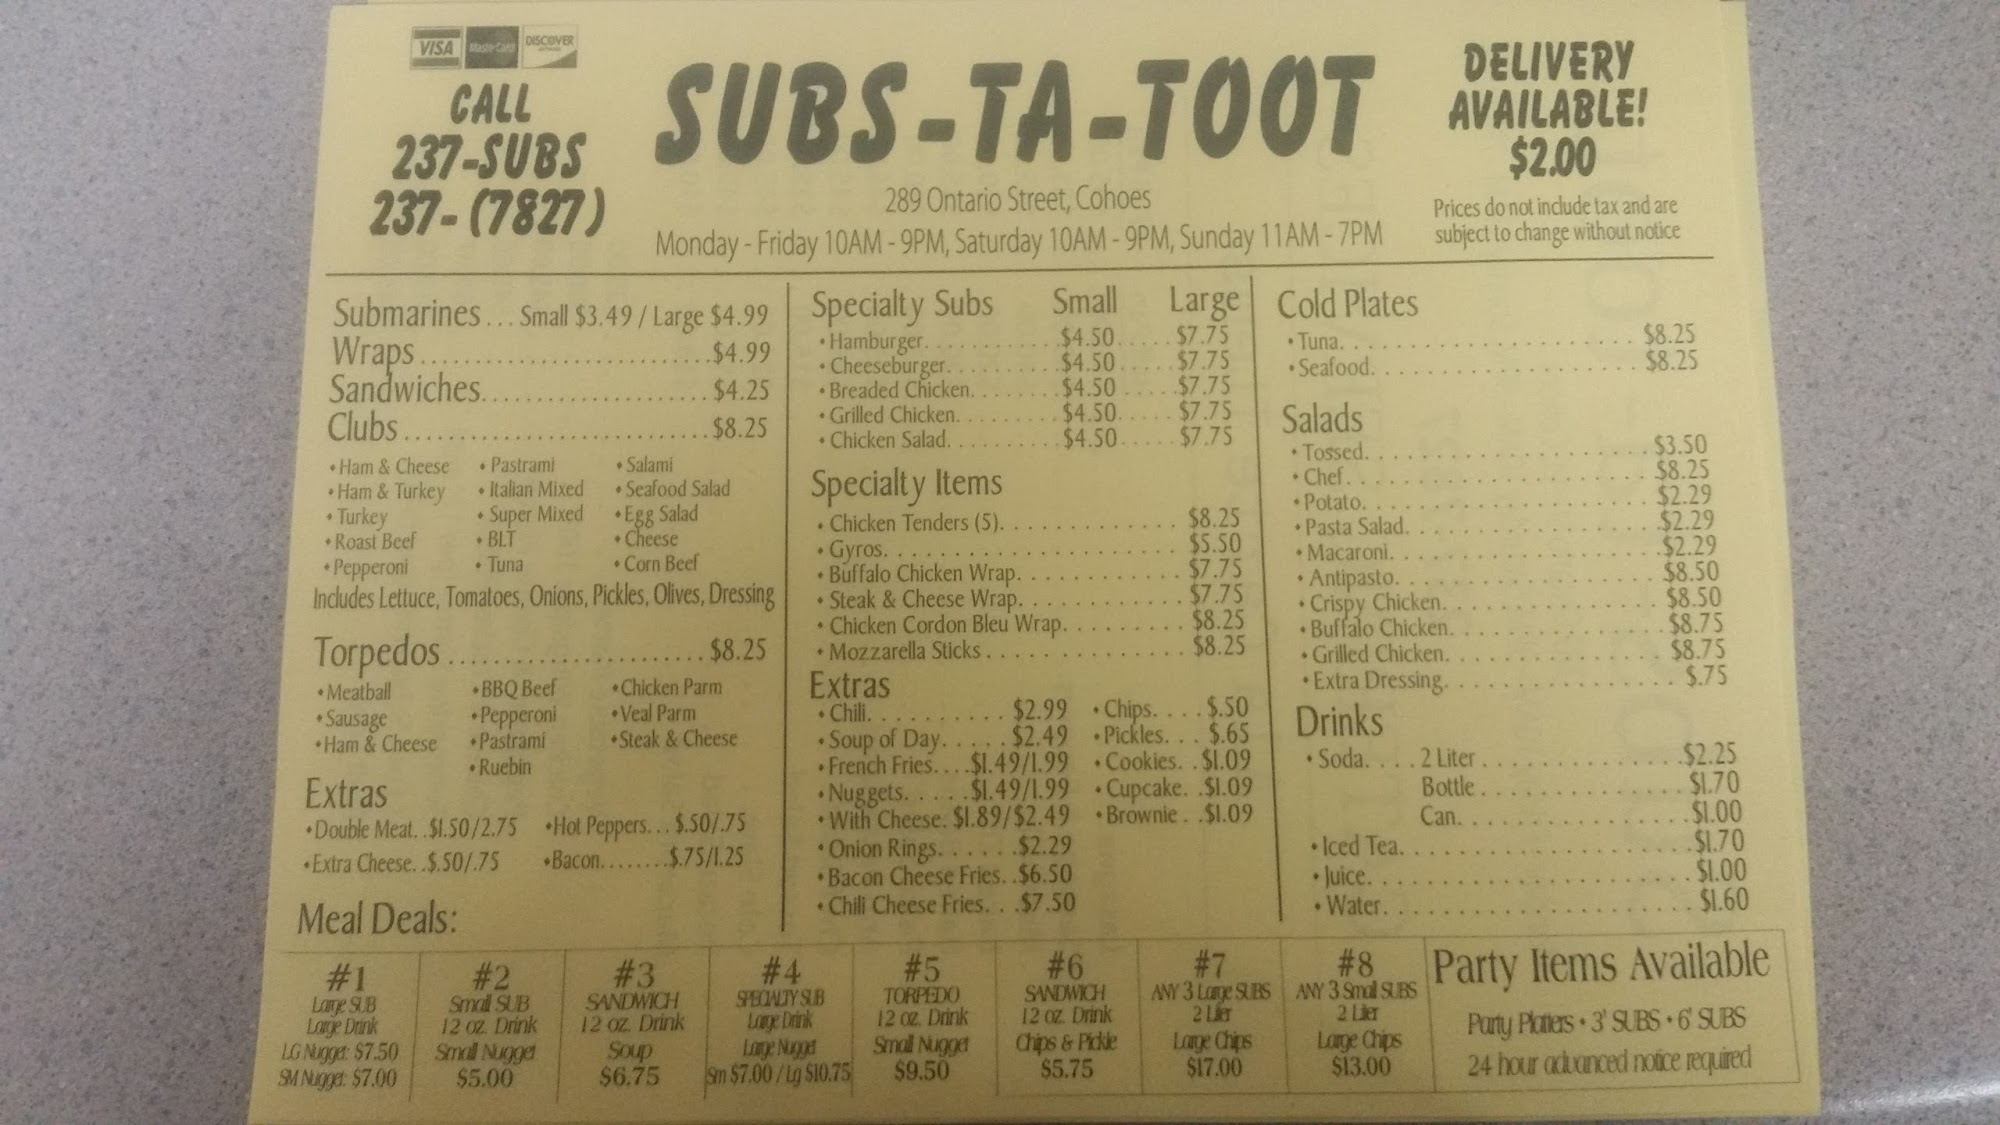 VISA MasterCard DISCOVER
CALL
237-SUBS
237- (7827)
SUBS-TA-TOOT
289 Ontario Street, Cohoes
Monday - Friday 10AM - 9PM, Saturday 10AM - 9PM, Sunday 11AM - 7PM
DELIVERY
AVAILABLE!
$2.00
Prices do not include tax and are
subject to change without notice
Submarines... Small $3.49 / Large $4.99
Wraps $4.99
Sandwiches $4.25
Clubs $8.25
• Ham & Cheese • Pastrami • Salami
• Ham & Turkey • Italian Mixed • Seafood Salad
• Turkey • Super Mixed • Egg Salad
• Roast Beef • BLT • Cheese
• Pepperoni • Tuna • Corn Beef
Includes Lettuce, Tomatoes, Onions, Pickles, Olives, Dressing
Torpedos $8.25
• Meatball • BBQ Beef • Chicken Parm
• Sausage • Pepperoni • Veal Parm
• Ham & Cheese • Pastrami • Steak & Cheese
• Ruebin
Extras
• Double Meat. .$1.50/2.75 • Hot Peppers. . . $.50/.75
• Extra Cheese. .$.50/.75 • Bacon. . . . . . .$.75/1.25
Specialty Subs Small Large
• Hamburger $4.50 $7.75
• Cheeseburger $4.50 $7.75
• Breaded Chicken $4.50 $7.75
• Grilled Chicken $4.50 $7.75
• Chicken Salad $4.50 $7.75
Specialty Items
• Chicken Tenders (5) $8.25
• Gyros $5.50
• Buffalo Chicken Wrap $7.75
• Steak & Cheese Wrap $7.75
• Chicken Cordon Bleu Wrap $8.25
• Mozzarella Sticks $8.25
Extras
• Chili $2.99 • Chips $.50
• Soup of Day $2.49 • Pickles $.65
• French Fries $1.49/1.99 • Cookies $1.09
• Nuggets $1.49/1.99 • Cupcake $1.09
• With Cheese $1.89/$2.49 • Brownie $1.09
• Onion Rings $2.29
• Bacon Cheese Fries $6.50
• Chili Cheese Fries $7.50
Cold Plates
• Tuna $8.25
• Seafood $8.25
Salads
• Tossed $3.50
• Chef $8.25
• Potato $2.29
• Pasta Salad $2.29
• Macaroni $2.29
• Antipasto $8.50
• Crispy Chicken $8.50
• Buffalo Chicken $8.75
• Grilled Chicken $8.75
• Extra Dressing $.75
Drinks
• Soda. . . . 2 Liter $2.25
Bottle $1.70
Can $1.00
• Iced Tea $1.70
• Juice $1.00
• Water $1.60
Meal Deals:
#1
Large SUB
Large Drink
LG Nugget: $7.50
SM Nugget: $7.00
#2
Small SUB
12 oz. Drink
Small Nugget
$5.00
#3
SANDWICH
12 oz. Drink
Soup
$6.75
#4
SPECIALTY SUB
Large Drink
Large Nugget
Sm $7.00 / Lg $10.75
#5
TORPEDO
12 oz. Drink
Small Nugget
$9.50
#6
SANDWICH
12 oz. Drink
Chips & Pickle
$5.75
#7
ANY 3 Large SUBS
2 Liter
Large Chips
$17.00
#8
ANY 3 Small SUBS
2 Liter
Large Chips
$13.00
Party Items Available
Party Platters • 3' SUBS • 6' SUBS
24 hour advanced notice required